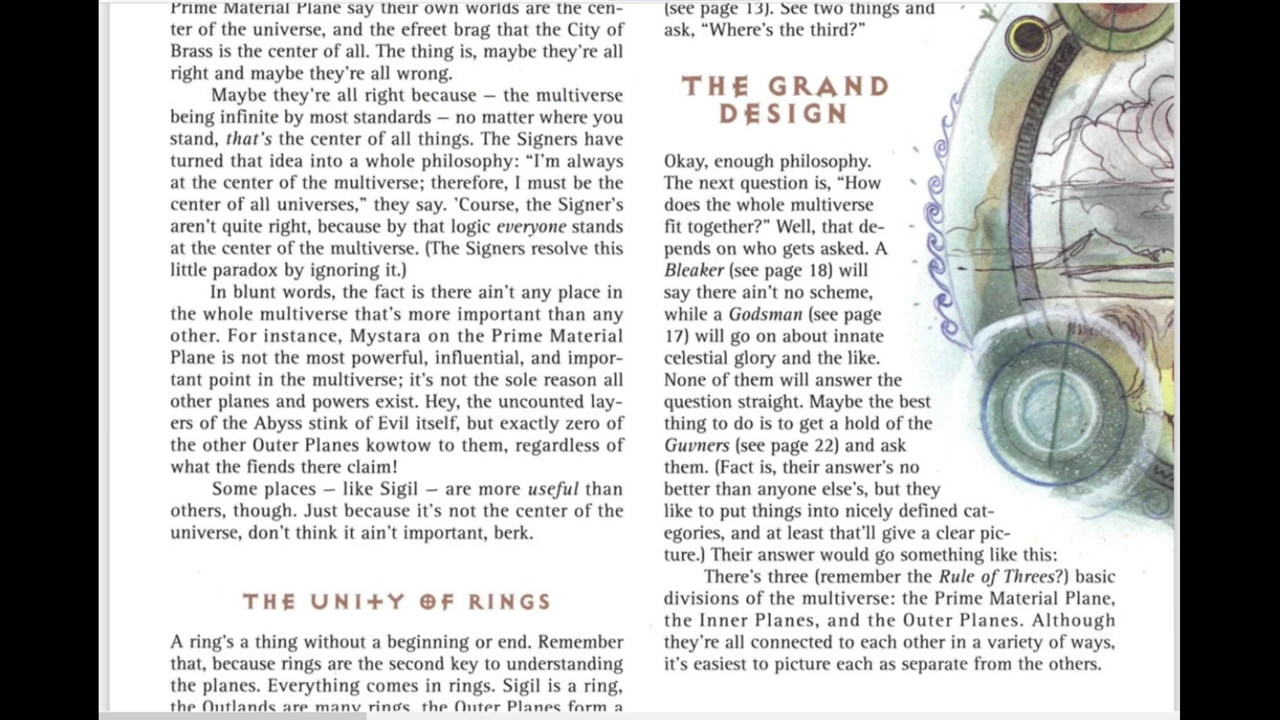 Prime Material Plane say their own worlds are the cen-
ter of the universe, and the efreet brag that the City of
Brass is the center of all. The thing is, maybe they're all
right and maybe they're all wrong.
Maybe they're all right because – the multiverse
being infinite by most standards – no matter where you
stand, that's the center of all things. The Signers have
turned that idea into a whole philosophy: “I'm always
at the center of the multiverse; therefore, I must be the
center of all universes,” they say. 'Course, the Signer's
aren't quite right, because by that logic everyone stands
at the center of the multiverse. (The Signers resolve this
little paradox by ignoring it.)
In blunt words, the fact is there ain't any place in
the whole multiverse that's more important than any
other. For instance, Mystara on the Prime Material
Plane is not the most powerful, influential, and impor-
tant point in the multiverse; it's not the sole reason all
other planes and powers exist. Hey, the uncounted lay-
ers of the Abyss stink of Evil itself, but exactly zero of
the other Outer Planes kowtow to them, regardless of
what the fiends there claim!
Some places – like Sigil – are more useful than
others, though. Just because it's not the center of the
universe, don't think it ain't important, berk.
THE UNITY OF RINGS
A ring's a thing without a beginning or end. Remember
that, because rings are the second key to understanding
the planes. Everything comes in rings. Sigil is a ring,
the Outlands are many rings, the Outer Planes form a
(see page 13). See two things and
ask, “Where's the third?”
THE GRAND
DESIGN
Okay, enough philosophy.
The next question is, “How
does the whole multiverse
fit together?” Well, that de-
pends on who gets asked. A
Bleaker (see page 18) will
say there ain't no scheme,
while a Godsman (see page
17) will go on about innate
celestial glory and the like.
None of them will answer the
question straight. Maybe the best
thing to do is to get a hold of the
Guvners (see page 22) and ask
them. (Fact is, their answer's no
better than anyone else's, but they
like to put things into nicely defined cat-
egories, and at least that'll give a clear pic-
ture.) Their answer would go something like this:
There's three (remember the Rule of Threes?) basic
divisions of the multiverse: the Prime Material Plane,
the Inner Planes, and the Outer Planes. Although
they're all connected to each other in a variety of ways,
it's easiest to picture each as separate from the others.